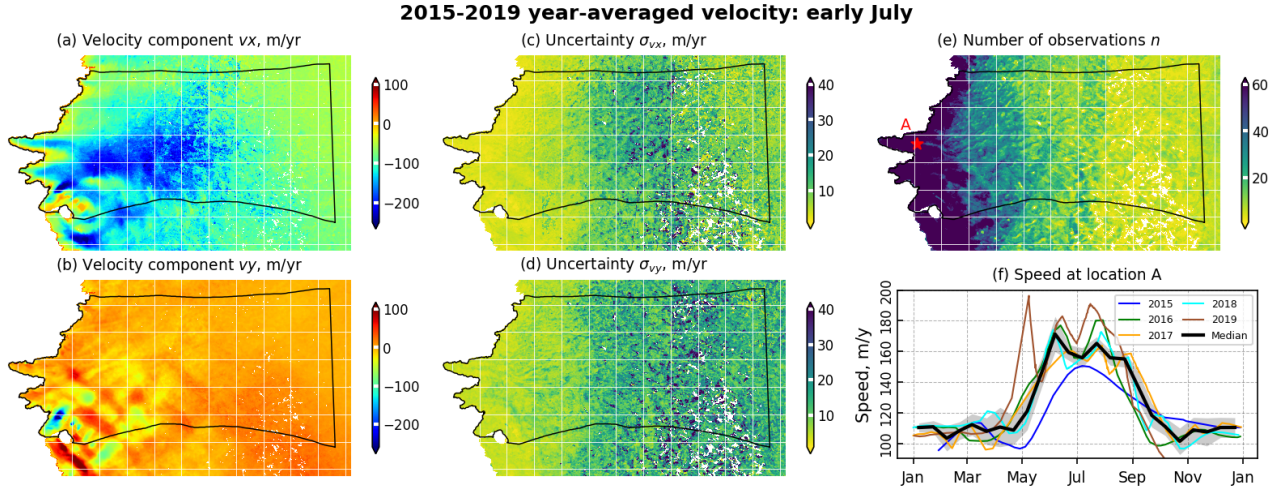 2015-2019 year-averaged velocity: early July
(a) Velocity component vx, m/yr
100
0
−100
−200
(c) Uncertainty σvx, m/yr
40
30
20
10
(e) Number of observations n
60
40
20
A
(b) Velocity component vy, m/yr
100
0
−100
−200
(d) Uncertainty σvy, m/yr
40
30
20
10
(f) Speed at location A
Speed, m/y
200
180
160
140
120
100
2015
2016
2017
2018
2019
Median
Jan
Mar
May
Jul
Sep
Nov
Jan